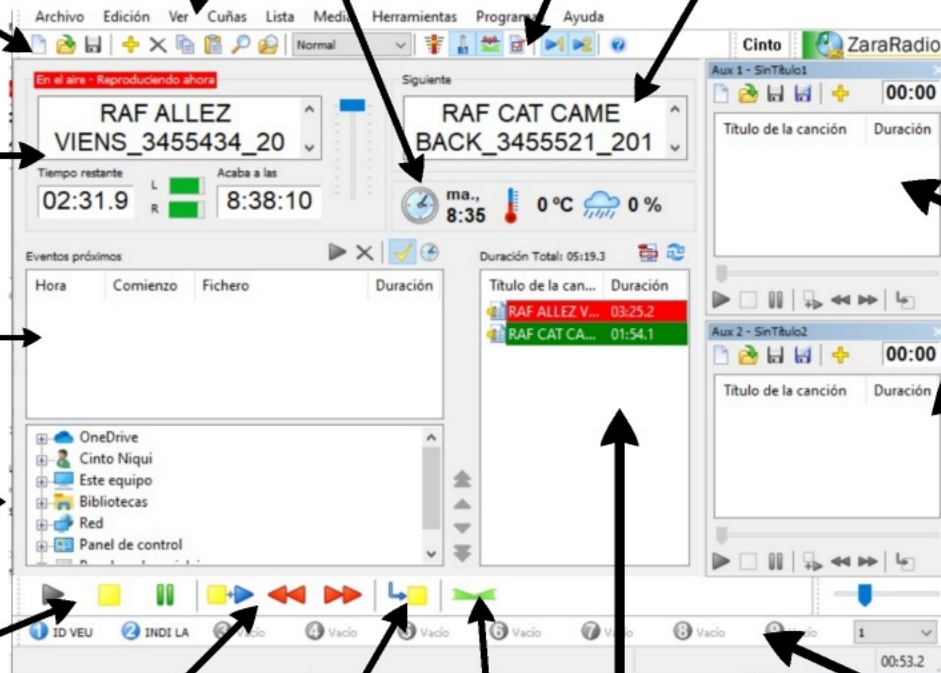 Archivo Edición Ver Cuñas Lista Media Herramientas Ayuda
Normal
Cinto ZaraRadio
En el aire - Reproduciendo ahora
Siguiente
Aux 1 - SinTítulo1
00:00
RAF ALLEZ
VIENS_3455434_20
RAF CAT CAME
BACK_3455521_201
Título de la canción Duración
Tiempo restante
02:31.9
L
R
Acaba a las
8:38:10
ma.,
8:35
0 ºC
0 %
Eventos próximos
Duración Total: 05:19.3
Hora Comienzo Fichero Duración
Título de la can... Duración
RAF ALLEZ V... 03:25.2
RAF CAT CA... 01:54.1
Aux 2 - SinTítulo2
00:00
Título de la canción Duración
OneDrive
Cinto Niqui
Este equipo
Bibliotecas
Red
Panel de control
1 ID VEU 2 INDI LA 4 Vacío Vacío 6 Vacío 7 8 Vacío 1
00:53.2